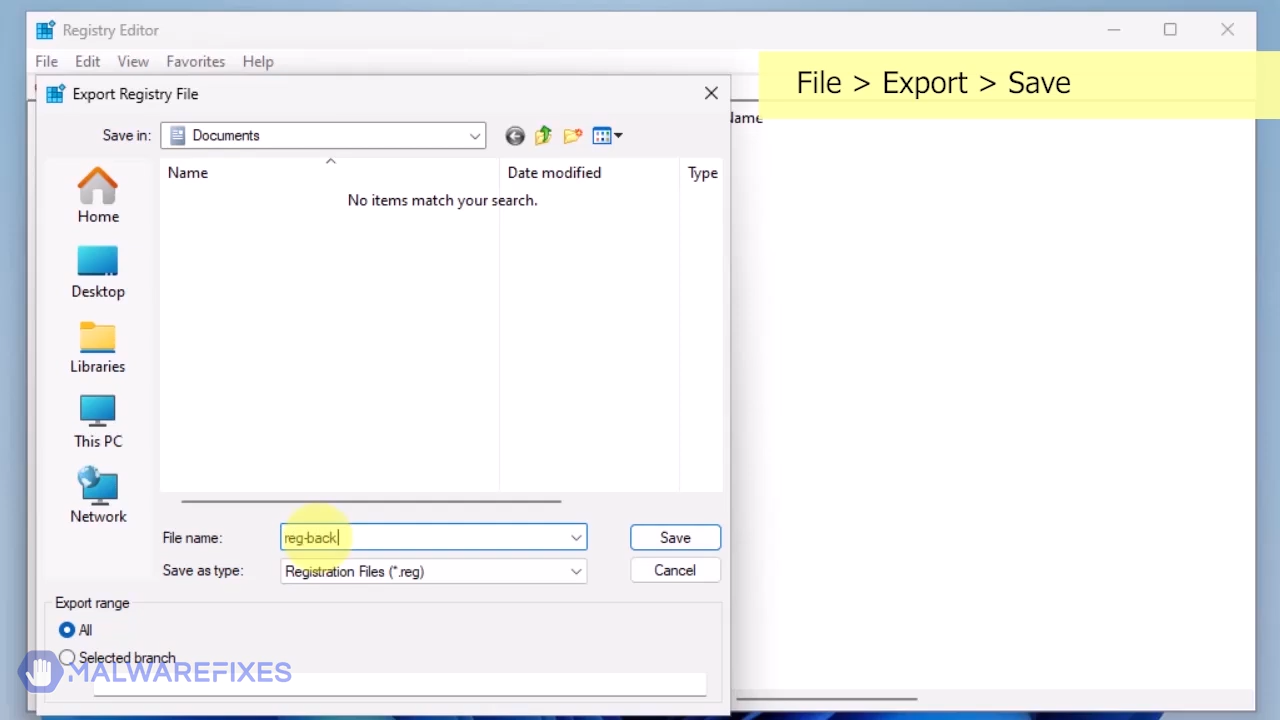 Registry Editor
File Edit View Favorites Help
File > Export > Save
Export Registry File
Name
Save in: Documents
Name Date modified Type
No items match your search.
Home
Desktop
Libraries
This PC
Network
File name: reg-back
Save
Save as type: Registration Files (*.reg)
Cancel
Export range
All
Selected branch
MALWAREFIXES